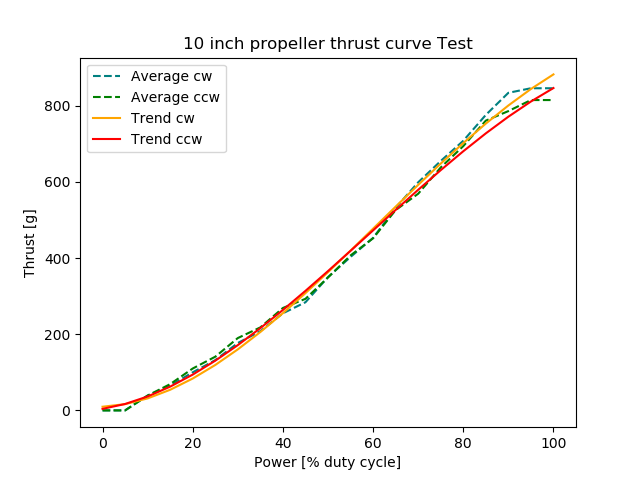 10 inch propeller thrust curve Test
Average cw
Average ccw
Trend cw
Trend ccw
800
600
400
200
0
Thrust [g]
0 20 40 60 80 100
Power [% duty cycle]